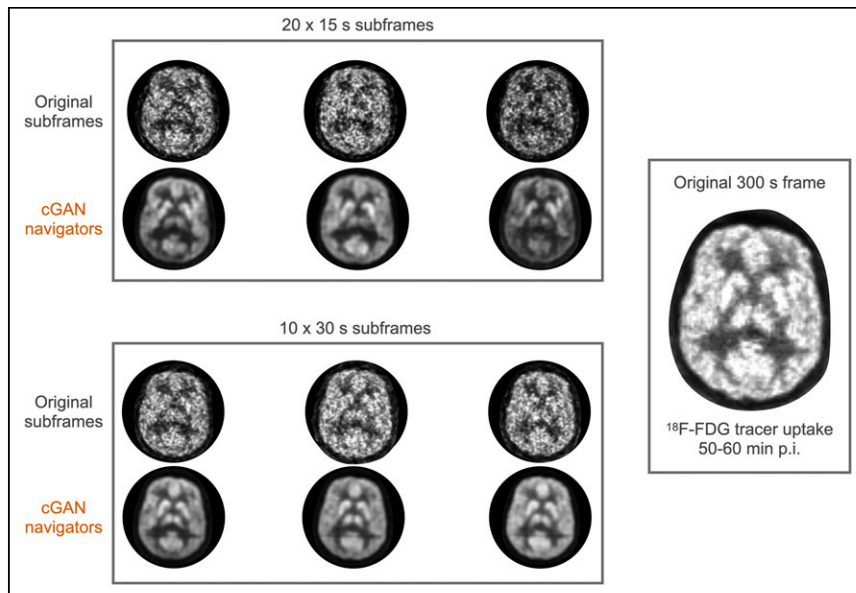 20 x 15 s subframes
Original
subframes
cGAN
navigators
10 x 30 s subframes
Original
subframes
cGAN
navigators
Original 300 s frame
¹⁸F-FDG tracer uptake
50-60 min p.i.